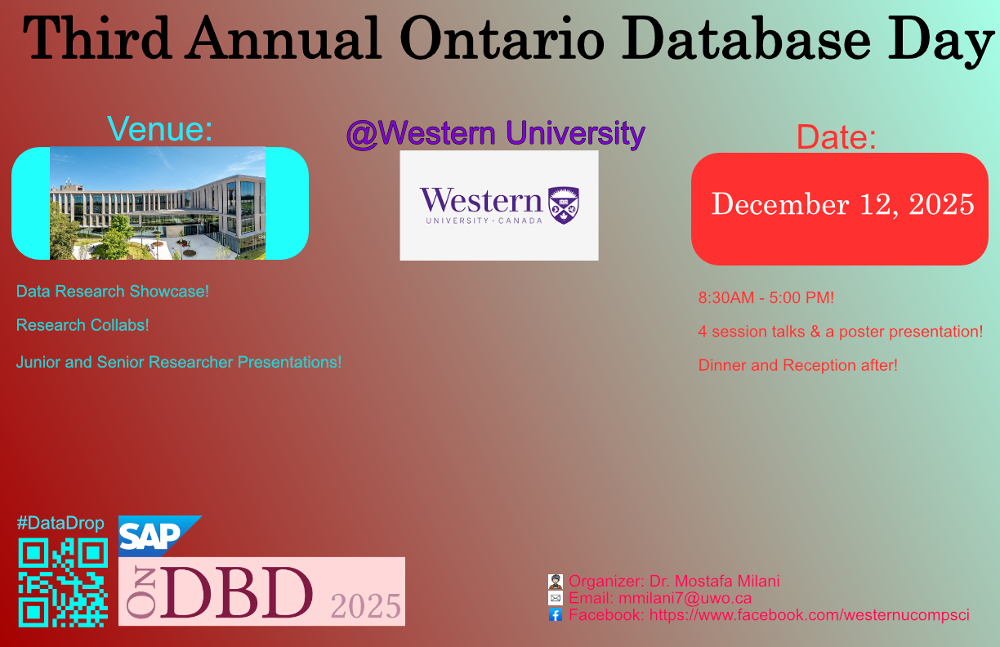 Third Annual Ontario Database Day
Venue:
@Western University
Date:
Western
UNIVERSITY · CANADA
December 12, 2025
Data Research Showcase!
Research Collabs!
Junior and Senior Researcher Presentations!
8:30AM - 5:00 PM!
4 session talks & a poster presentation!
Dinner and Reception after!
#DataDrop
SAP
ON DBD 2025
Organizer: Dr. Mostafa Milani
Email: mmilani7@uwo.ca
Facebook: https://www.facebook.com/westernucompsci